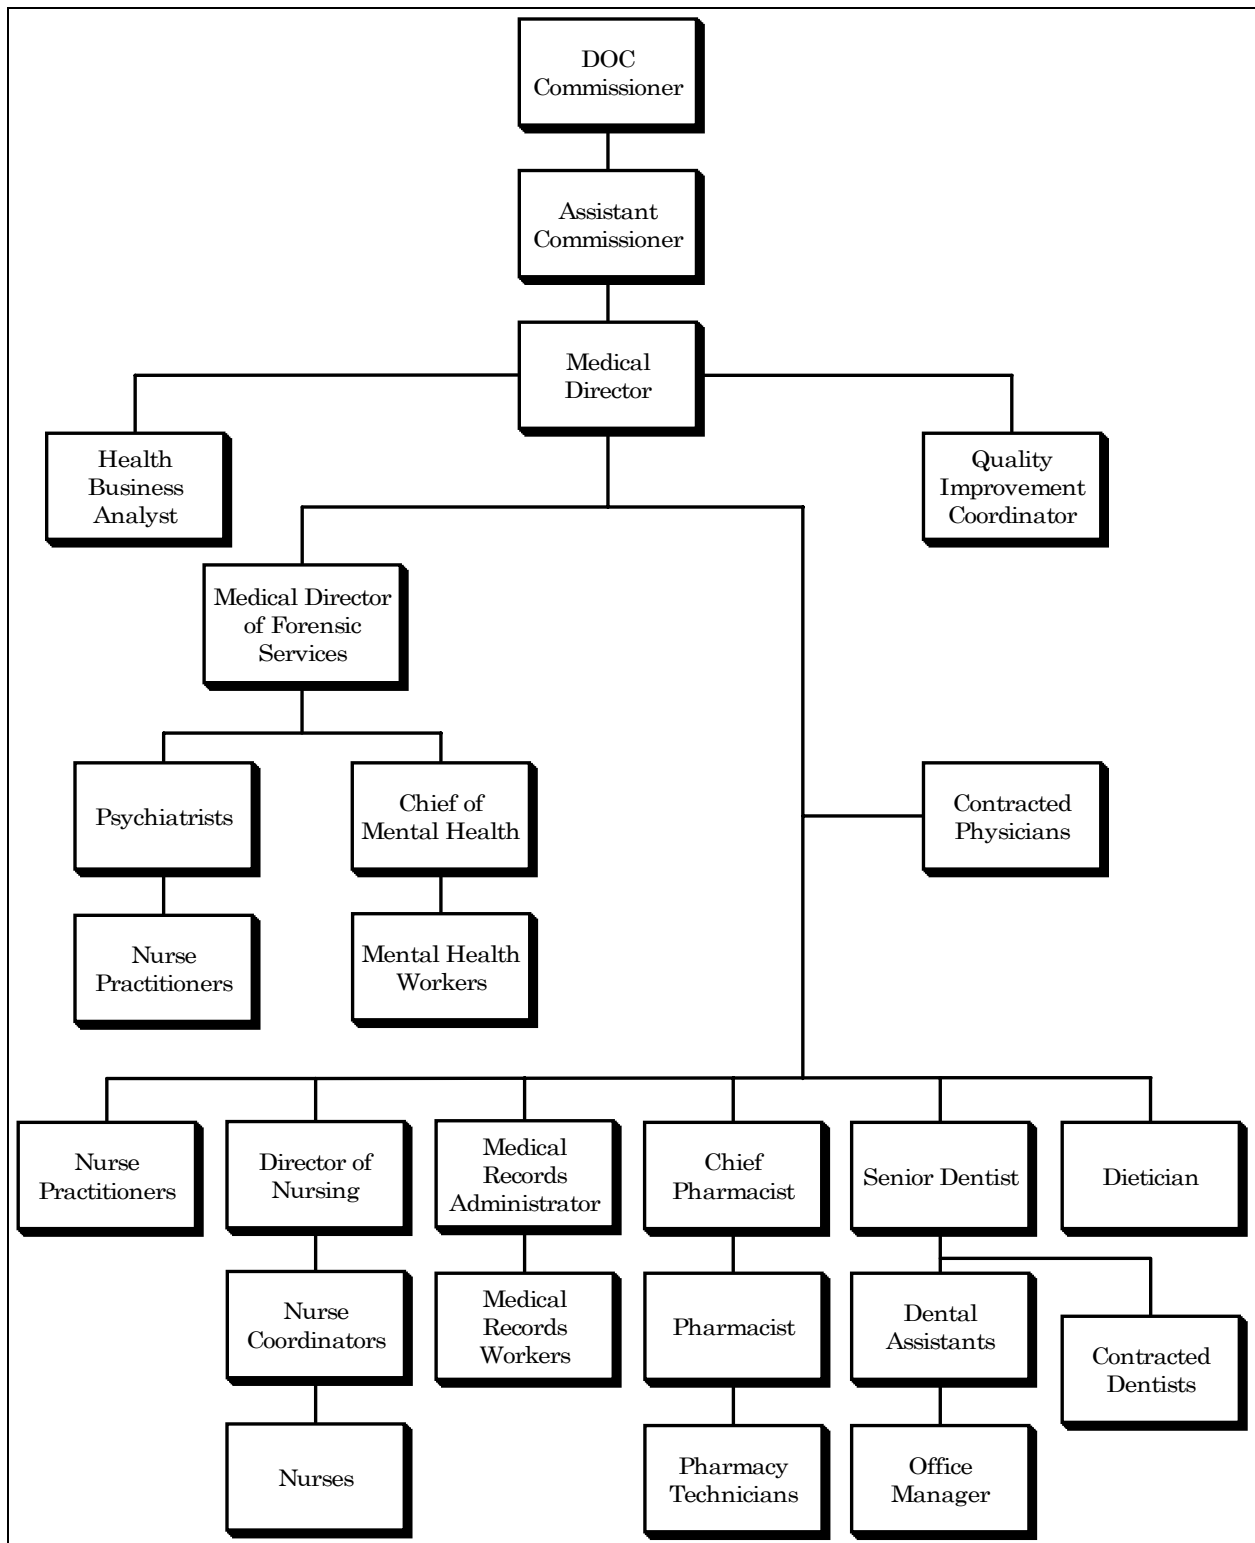 DOC
Commissioner
Assistant
Commissioner
Medical
Director
Health
Business
Analyst
Quality
Improvement
Coordinator
Medical Director
of Forensic
Services
Psychiatrists
Chief of
Mental Health
Contracted
Physicians
Nurse
Practitioners
Mental Health
Workers
Nurse
Practitioners
Director of
Nursing
Medical
Records
Administrator
Chief
Pharmacist
Senior Dentist
Dietician
Nurse
Coordinators
Medical
Records
Workers
Pharmacist
Dental
Assistants
Contracted
Dentists
Nurses
Pharmacy
Technicians
Office
Manager